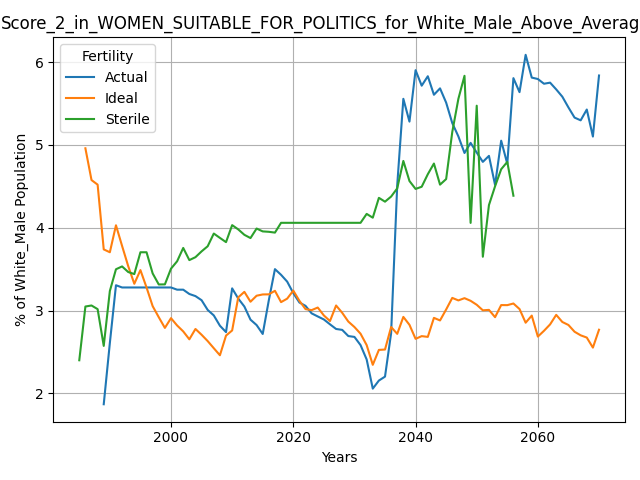 Score_2_in_WOMEN_SUITABLE_FOR_POLITICS_for_White_Male_Above_Averag
Fertility
Actual
Ideal
Sterile
% of White_Male Population
6
5
4
3
2
2000 2020 2040 2060
Years